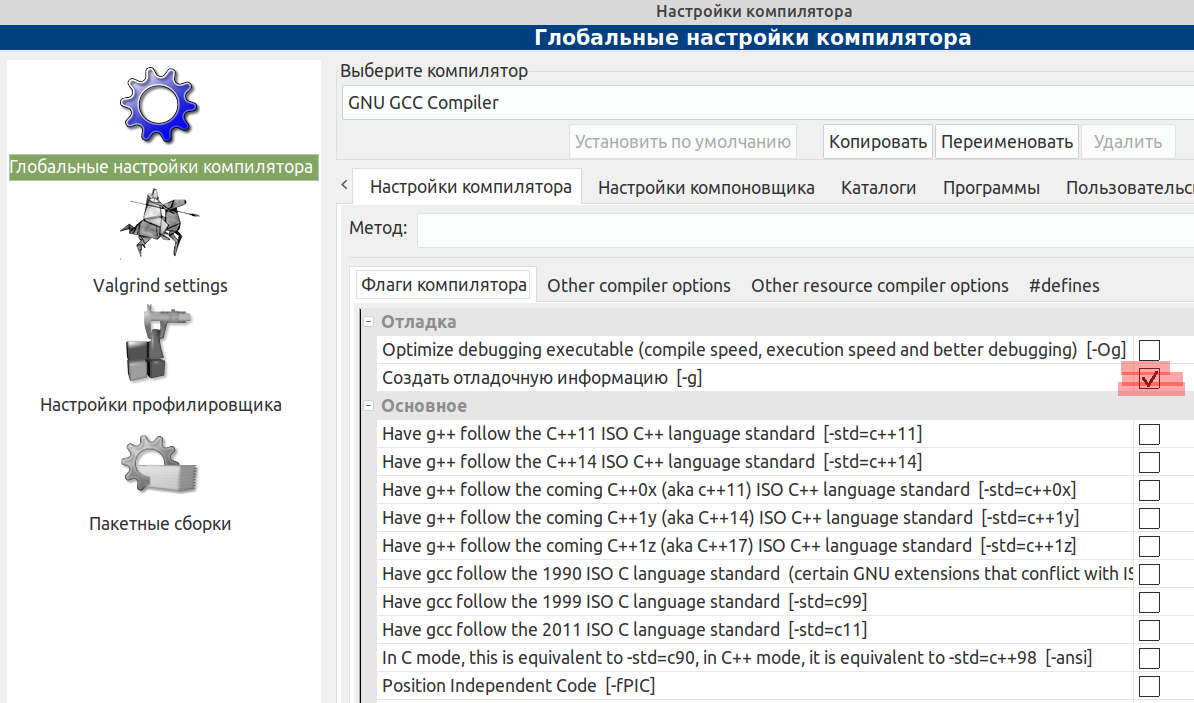 Настройки компилятора
Глобальные настройки компилятора
Глобальные настройки компилятора
Valgrind settings
Настройки профилировщика
Пакетные сборки
Выберите компилятор
GNU GCC Compiler
Установить по умолчанию Копировать Переименовать Удалить
< Настройки компилятора Настройки компоновщика Каталоги Программы Пользовательс
Метод:
Флаги компилятора Other compiler options Other resource compiler options #defines
Отладка
Optimize debugging executable (compile speed, execution speed and better debugging) [-Og]
Создать отладочную информацию [-g]
Основное
Have g++ follow the C++11 ISO C++ language standard [-std=c++11]
Have g++ follow the C++14 ISO C++ language standard [-std=c++14]
Have g++ follow the coming C++0x (aka c++11) ISO C++ language standard [-std=c++0x]
Have g++ follow the coming C++1y (aka C++14) ISO C++ language standard [-std=c++1y]
Have g++ follow the coming C++1z (aka C++17) ISO C++ language standard [-std=c++1z]
Have gcc follow the 1990 ISO C language standard (certain GNU extensions that conflict with IS
Have gcc follow the 1999 ISO C language standard [-std=c99]
Have gcc follow the 2011 ISO C language standard [-std=c11]
In C mode, this is equivalent to -std=c90, in C++ mode, it is equivalent to -std=c++98 [-ansi]
Position Independent Code [-fPIC]